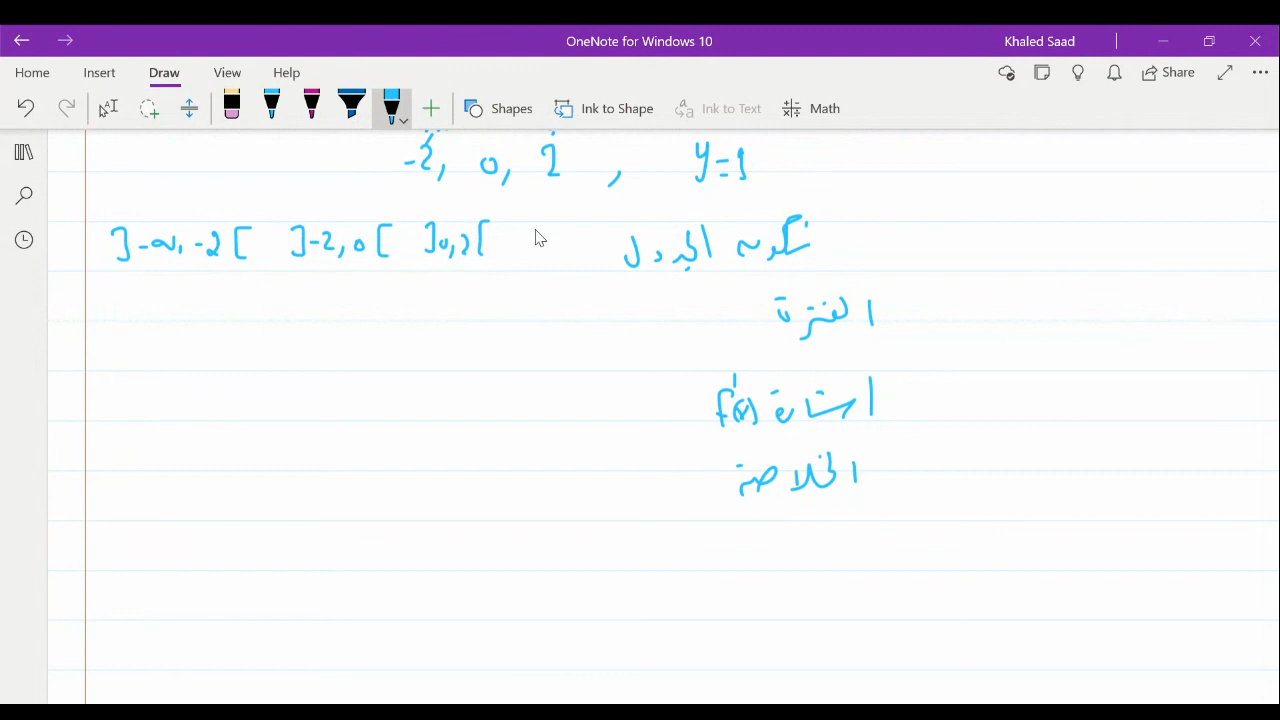 OneNote for Windows 10
Khaled Saad
Home Insert Draw View Help Share
Shapes Ink to Shape Ink to Text Math
-2, 0, 2 , y=1
نكون الجدول ]-∞, -2[ ]-2, 0[ ]0, 2[
الفترة
اشارة f'(x)
الخلاصة